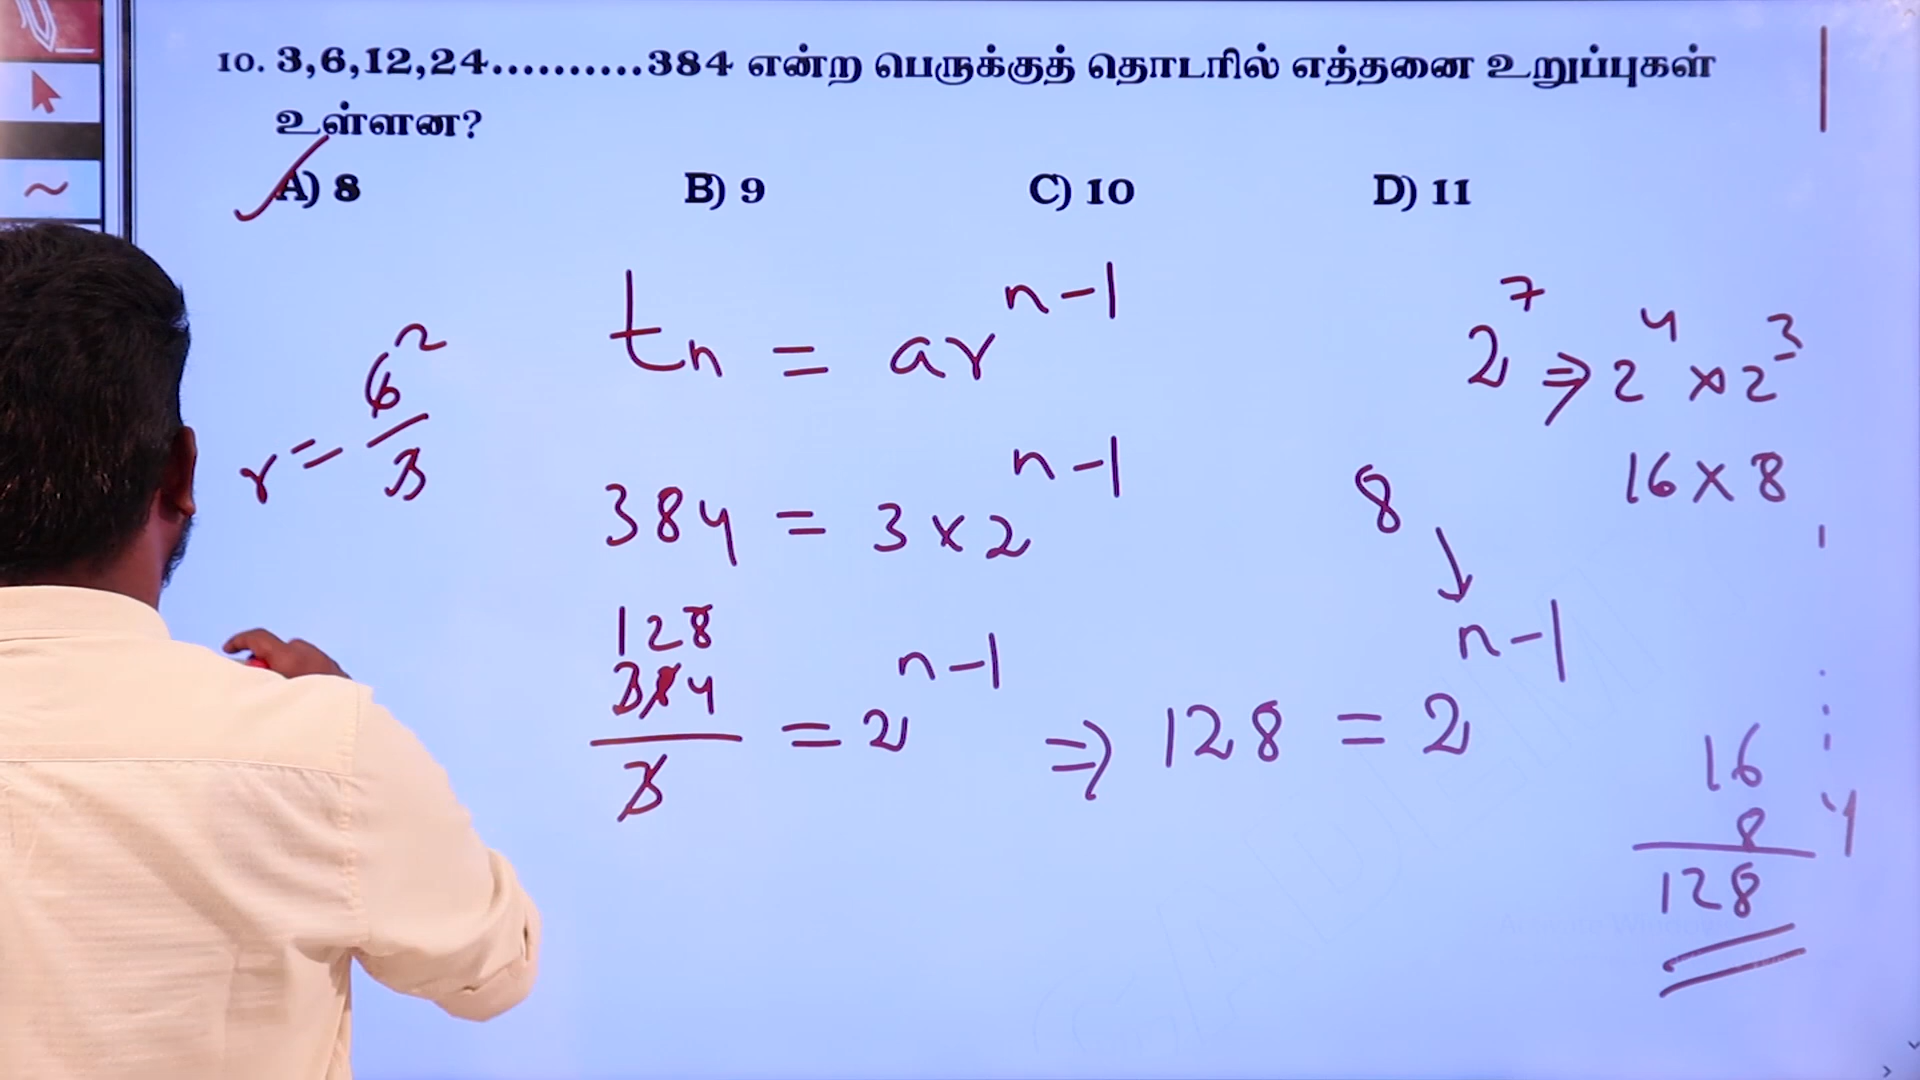 10. 3,6,12,24..........384 என்ற பெருக்குத் தொடரில் எத்தனை உறுப்புகள்
உள்ளன?
A) 8 B) 9 C) 10 D) 11
tn = ar^(n-1)
r = 6/3 2
384 = 3 × 2^(n-1)
128
384/3 = 2^(n-1) ⇒ 128 = 2^(n-1)
8
2^7 ⇒ 2^4 × 2^3
16 × 8
16
8 4
128